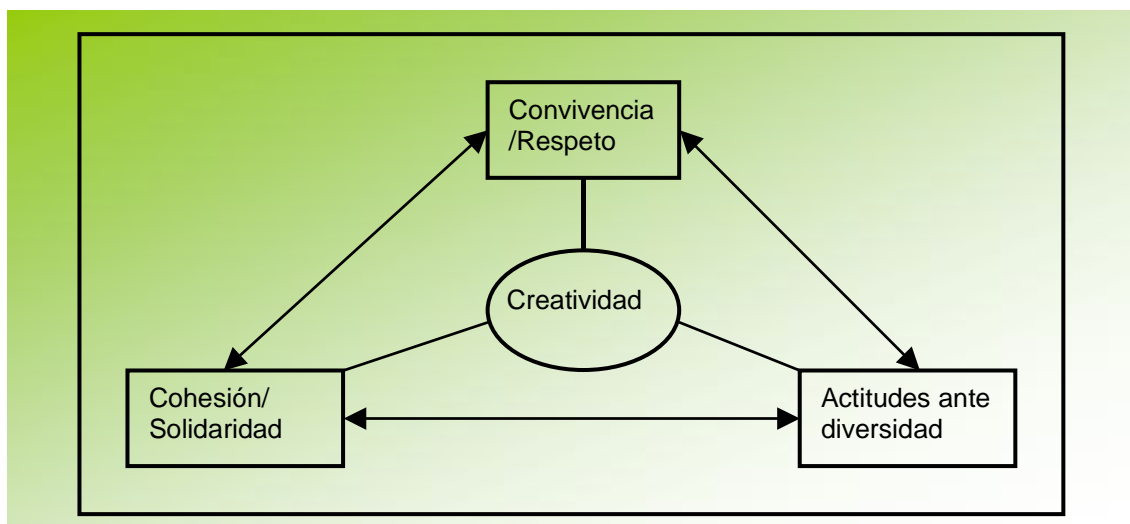 Convivencia
/Respeto
Creatividad
Cohesión/
Solidaridad
Actitudes ante
diversidad